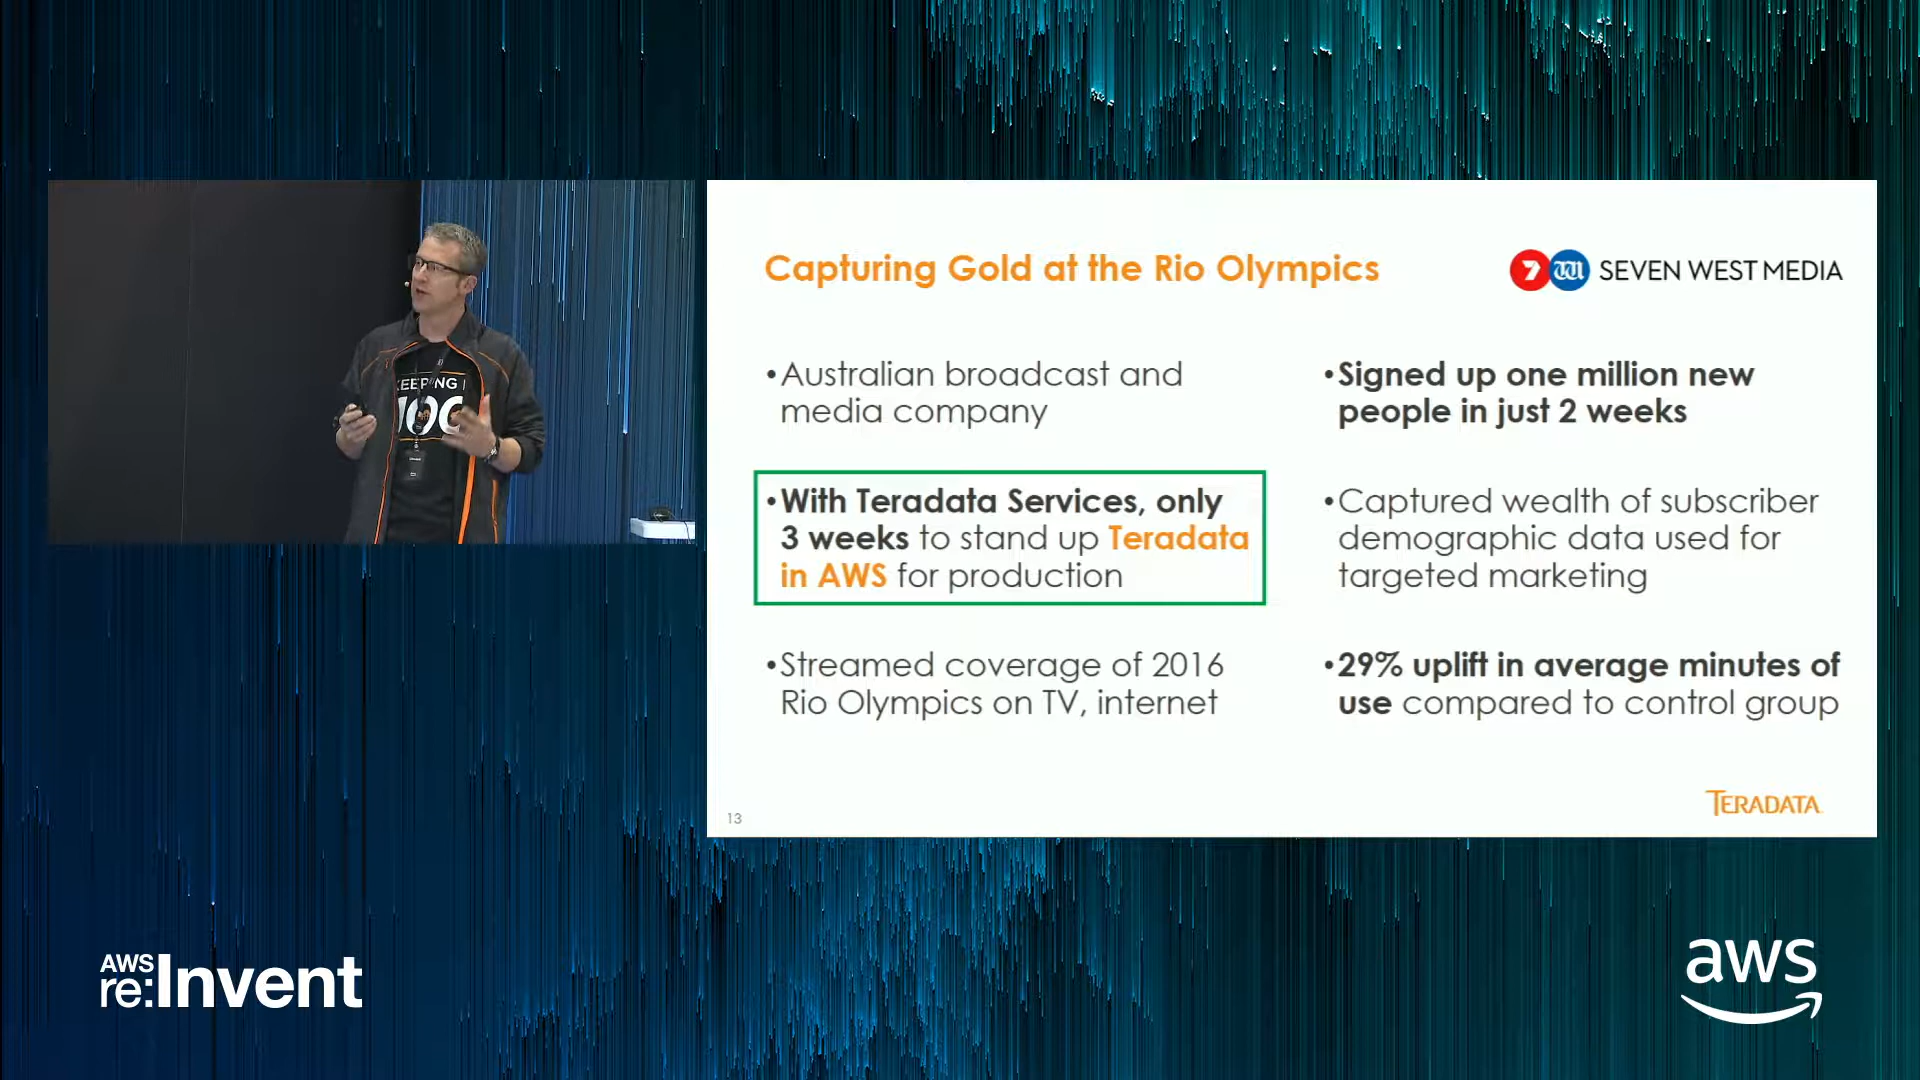 Capturing Gold at the Rio Olympics
7
SEVEN WEST MEDIA
•Australian broadcast and
media company
•With Teradata Services, only
3 weeks to stand up Teradata
in AWS for production
•Streamed coverage of 2016
Rio Olympics on TV, internet
•Signed up one million new
people in just 2 weeks
•Captured wealth of subscriber
demographic data used for
targeted marketing
•29% uplift in average minutes of
use compared to control group
13
TERADATA
AWS
re:Invent
aws